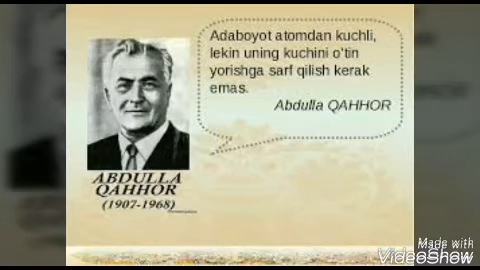 Adaboyot atomdan kuchli,
lekin uning kuchini o'tin
yorishga sarf qilish kerak
emas.
Abdulla QAHHOR
ABDULLA
QAHHOR
(1907-1968)
Made with
VideoShow